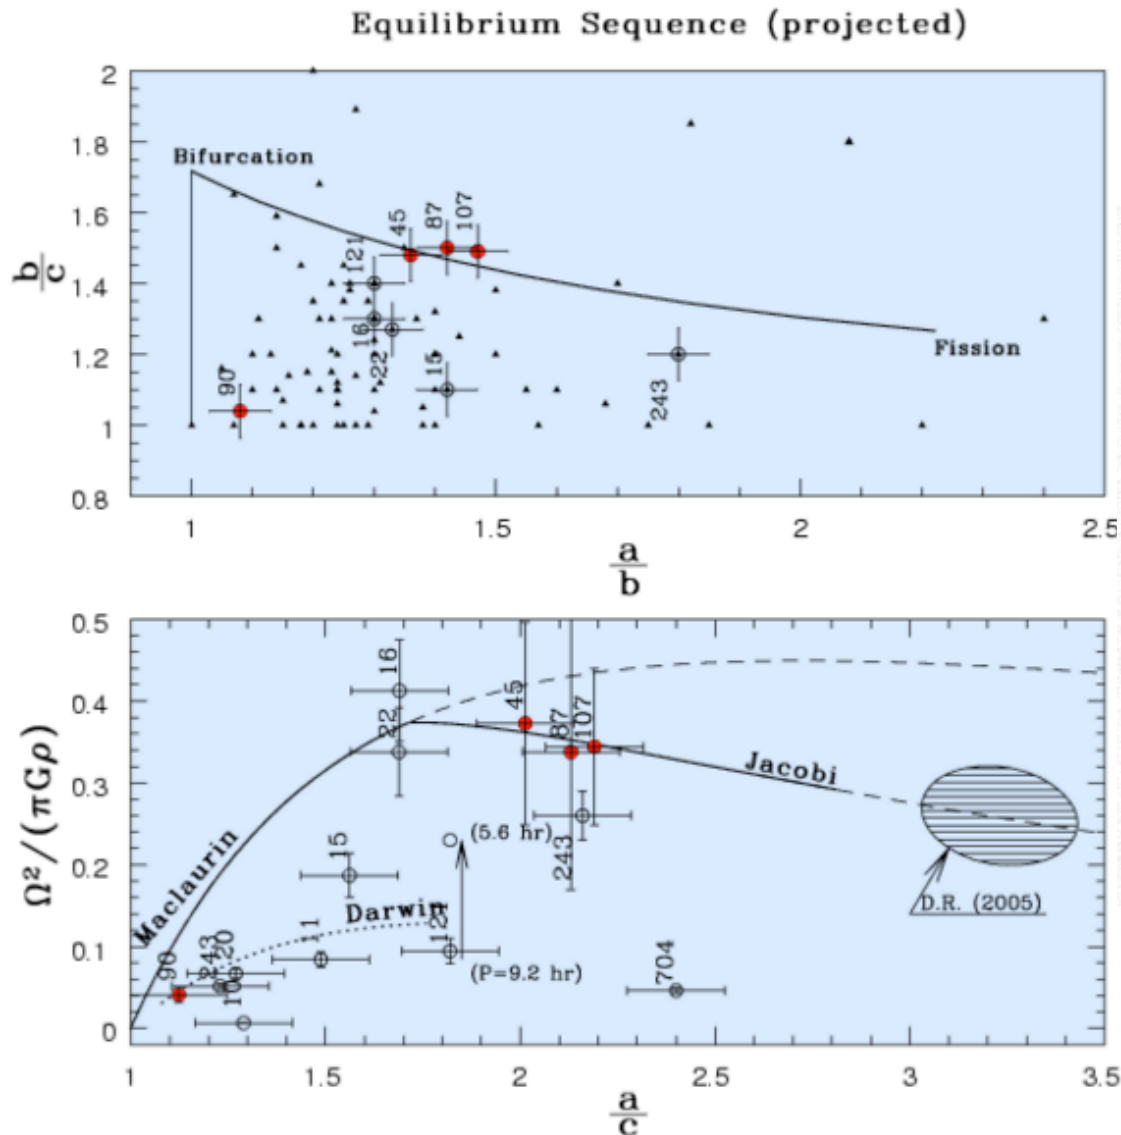 Equilibrium Sequence (projected)
2
1.8
1.6
1.4
1.2
1
0.8
b
c
Bifurcation
Fission
45
87
107
121
16
22
15
90
243
1
1.5
2
2.5
a
b
0.5
0.4
0.3
0.2
0.1
0
Ω²/(πGρ)
Maclaurin
Jacobi
Darwin
16
22
45
87
107
243
15
(5.6 hr)
(P=9.2 hr)
D.R. (2005)
90
243
1
704
1
1.5
2
2.5
3
3.5
a
c